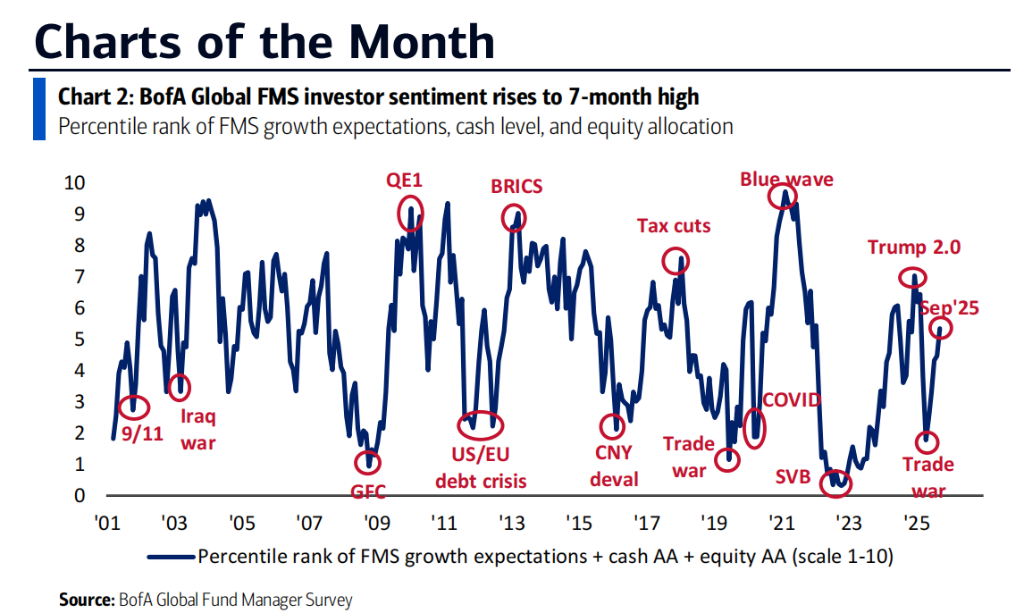 Charts of the Month
Chart 2: BofA Global FMS investor sentiment rises to 7-month high
Percentile rank of FMS growth expectations, cash level, and equity allocation
10
9
8
7
6
5
4
3
2
1
0
9/11
Iraq
war
GFC
QE1
US/EU
debt crisis
BRICS
CNY
deval
Tax cuts
Trade
war
COVID
Blue wave
SVB
Trump 2.0
Sep'25
Trade
war
'01 '03 '05 '07 '09 '11 '13 '15 '17 '19 '21 '23 '25
Percentile rank of FMS growth expectations + cash AA + equity AA (scale 1-10)
Source: BofA Global Fund Manager Survey